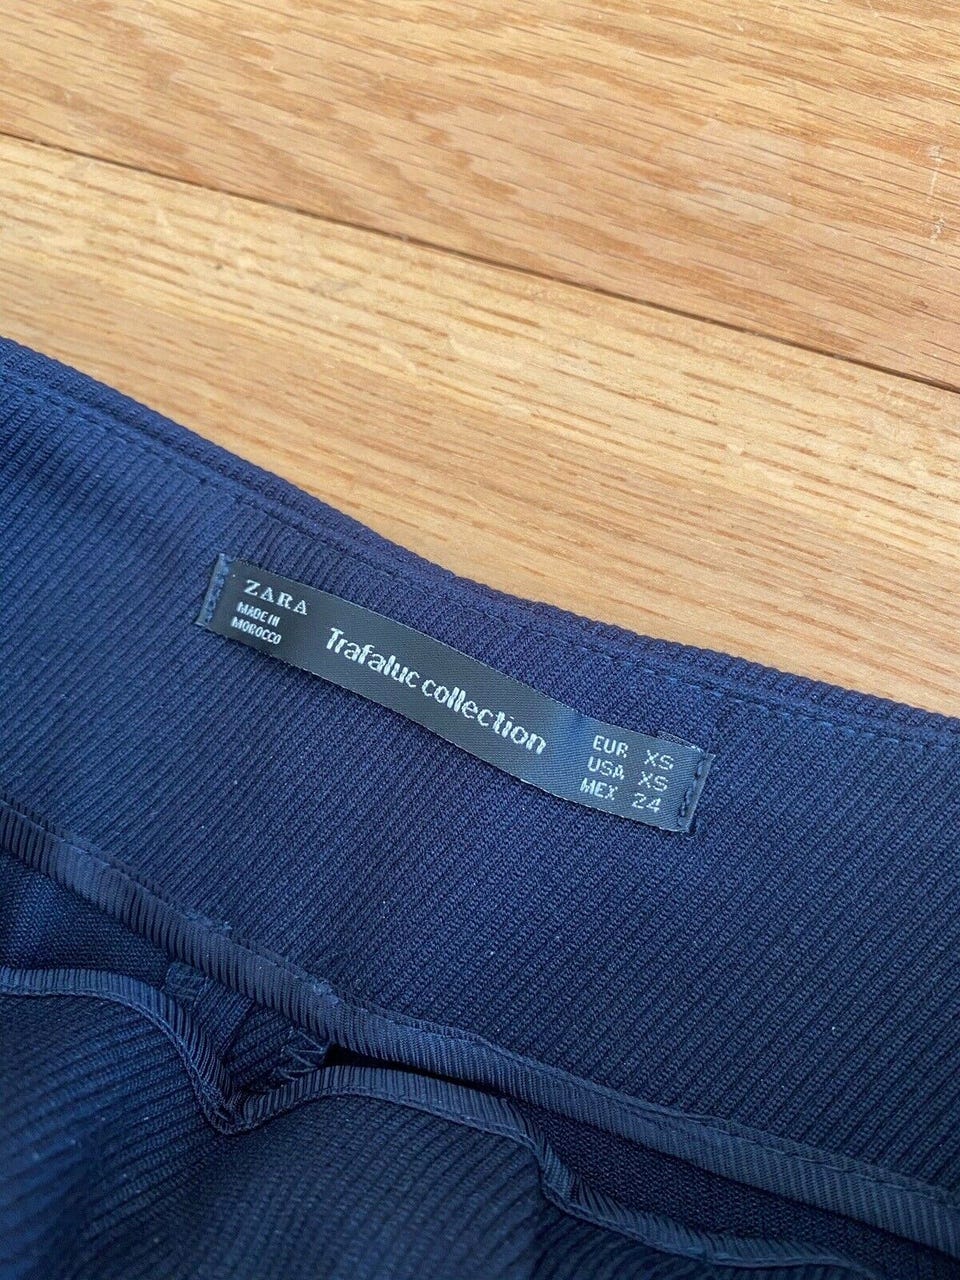 ZARA
MADE IN
MOROCCO
Trafaluc collection
EUR XS
USA XS
MEX 24